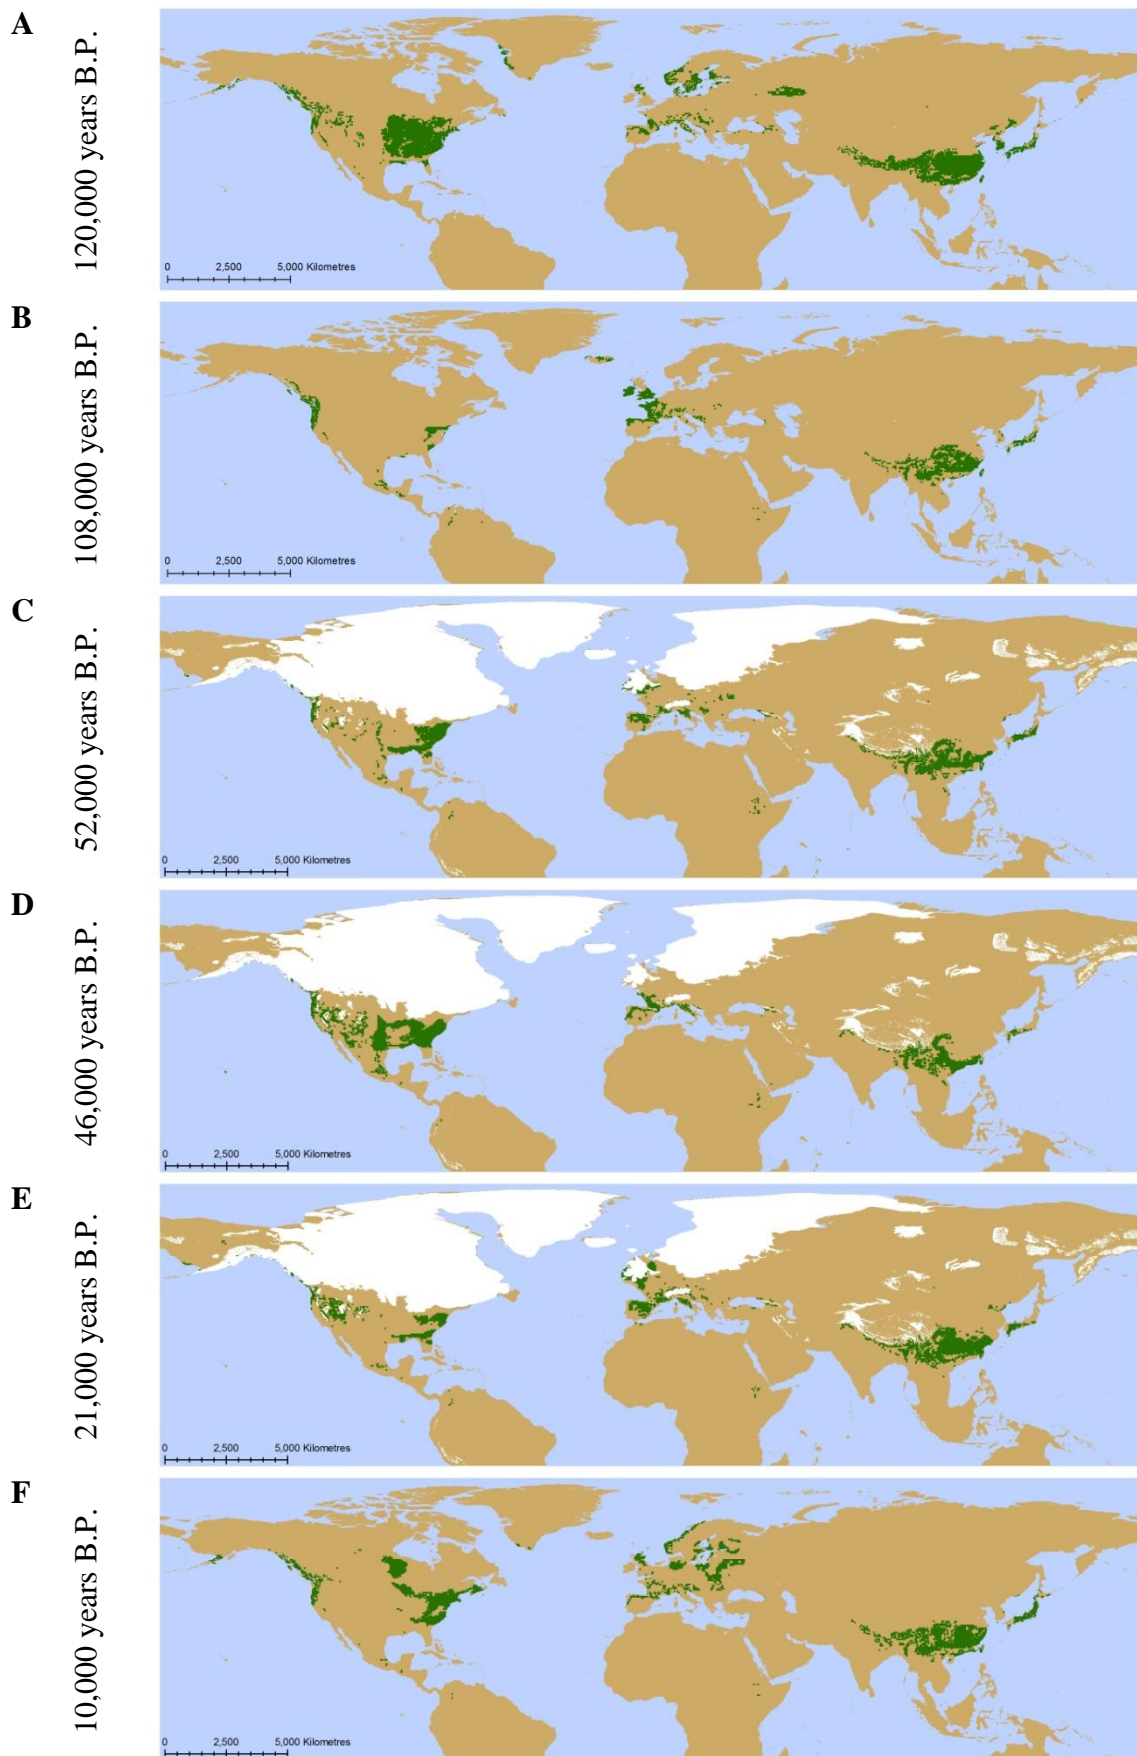 A
120,000 years B.P.
0 2,500 5,000 Kilometres
B
108,000 years B.P.
0 2,500 5,000 Kilometres
C
52,000 years B.P.
0 2,500 5,000 Kilometres
D
46,000 years B.P.
0 2,500 5,000 Kilometres
E
21,000 years B.P.
0 2,500 5,000 Kilometres
F
10,000 years B.P.
0 2,500 5,000 Kilometres